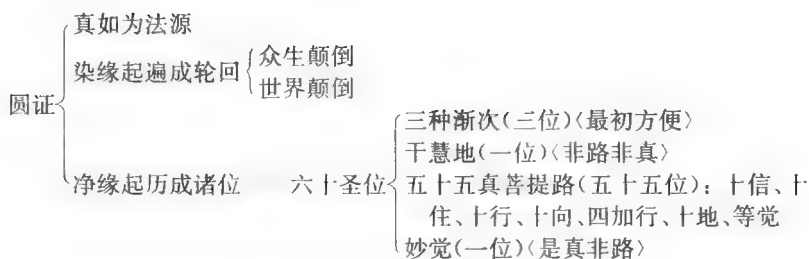 真如为法源
众生颠倒
染缘起遍成轮回
世界颠倒
圆证
三种渐次(三位)〈最初方便〉
干慧地(一位)〈非路非真〉
净缘起历成诸位 六十圣位
五十五真菩提路(五十五位)：十信、十
住、十行、十向、四加行、十地、等觉
妙觉(一位)〈是真非路〉